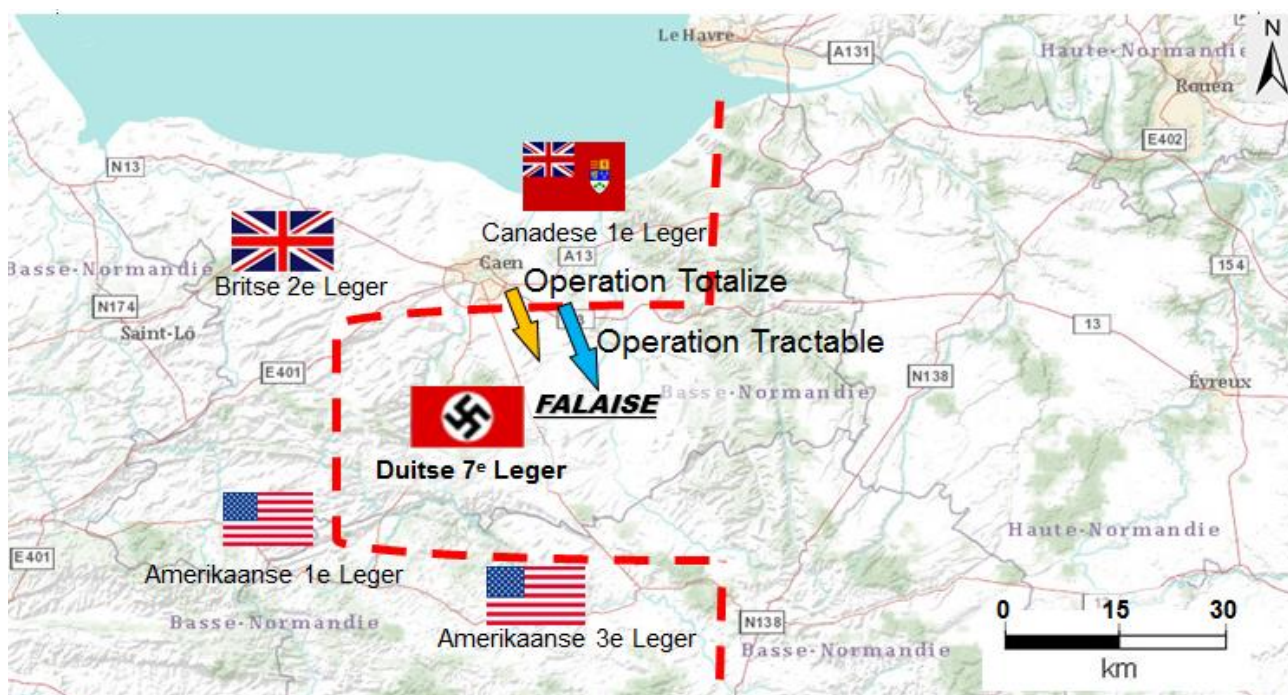 N
Le Havre
A131
Haute-Normandie
Rouen
E402
N13
Canadese 1e Leger
Caen
A13
Basse-Normandie
Britse 2e Leger
Operation Totalize
154
N174
Saint-Lô
13
Operation Tractable
E401
Basse-Normandie
N138
Évreux
FALAISE
Duitse 7e Leger
Haute-Normandie
E401
Amerikaanse 1e Leger
Basse-Normandie
Amerikaanse 3e Leger
N138
Basse-Normandie
0 15 30
km